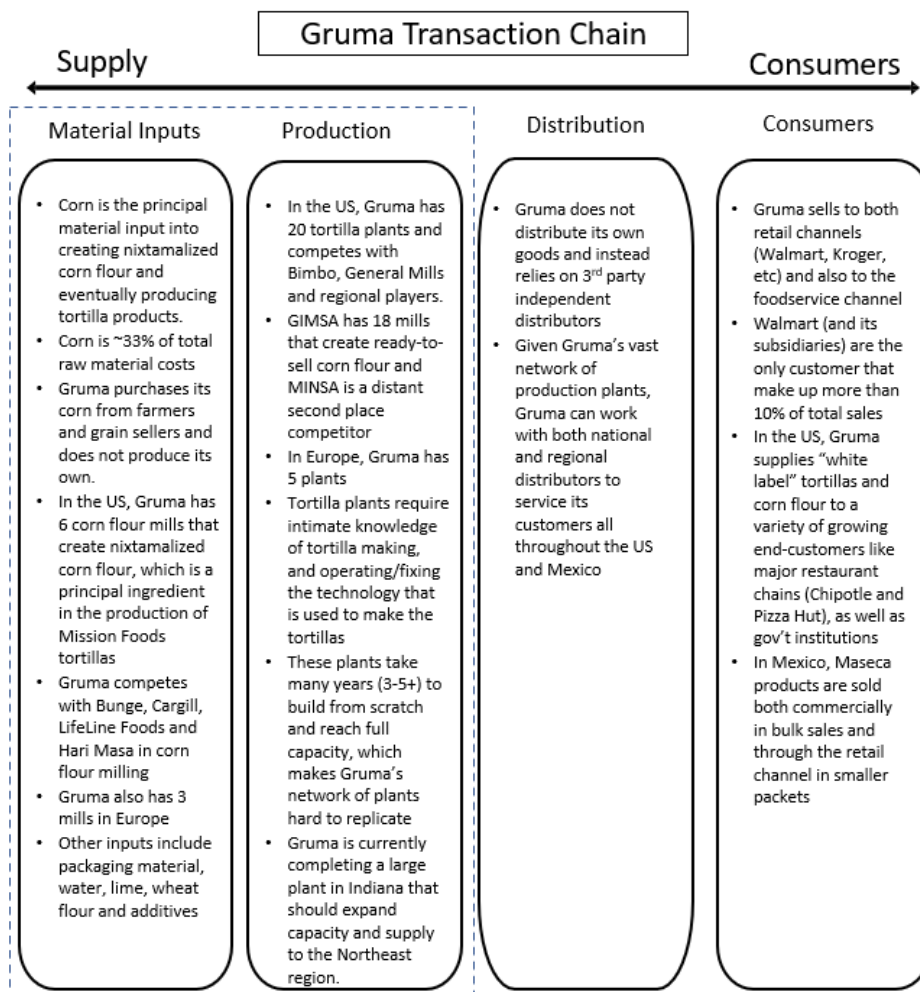 Gruma Transaction Chain
Supply
Consumers
Material Inputs
• Corn is the principal
material input into
creating nixtamalized
corn flour and
eventually producing
tortilla products.
• Corn is ~33% of total
raw material costs
• Gruma purchases its
corn from farmers
and grain sellers and
does not produce its
own.
• In the US, Gruma has
6 corn flour mills that
create nixtamalized
corn flour, which is a
principal ingredient
in the production of
Mission Foods
tortillas
• Gruma competes
with Bunge, Cargill,
LifeLine Foods and
Hari Masa in corn
flour milling
• Gruma also has 3
mills in Europe
• Other inputs include
packaging material,
water, lime, wheat
flour and additives
Production
• In the US, Gruma has
20 tortilla plants and
competes with
Bimbo, General Mills
and regional players.
• GIMSA has 18 mills
that create ready-to-
sell corn flour and
MINSA is a distant
second place
competitor
• In Europe, Gruma has
5 plants
• Tortilla plants require
intimate knowledge
of tortilla making,
and operating/fixing
the technology that
is used to make the
tortillas
• These plants take
many years (3-5+) to
build from scratch
and reach full
capacity, which
makes Gruma’s
network of plants
hard to replicate
• Gruma is currently
completing a large
plant in Indiana that
should expand
capacity and supply
to the Northeast
region.
Distribution
• Gruma does not
distribute its own
goods and instead
relies on 3rd party
independent
distributors
• Given Gruma’s vast
network of
production plants,
Gruma can work
with both national
and regional
distributors to
service its
customers all
throughout the US
and Mexico
Consumers
• Gruma sells to both
retail channels
(Walmart, Kroger,
etc) and also to the
foodservice channel
• Walmart (and its
subsidiaries) are the
only customer that
make up more than
10% of total sales
• In the US, Gruma
supplies “white
label” tortillas and
corn flour to a
variety of growing
end-customers like
major restaurant
chains (Chipotle and
Pizza Hut), as well as
gov’t institutions
• In Mexico, Maseca
products are sold
both commercially
in bulk sales and
through the retail
channel in smaller
packets